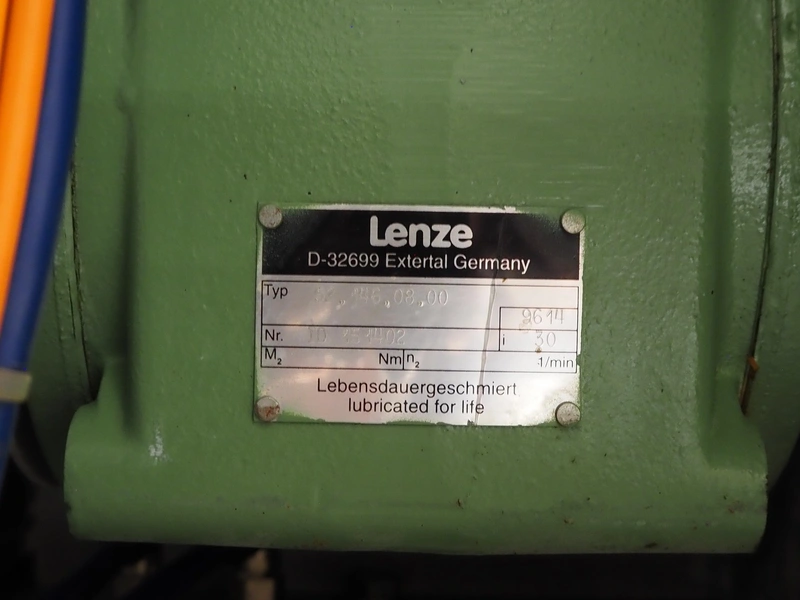 Lenze
D-32699 Extertal Germany
Typ
9614
Nr. i 30
M₂ Nm n₂ 1/min
Lebensdauergeschmiert
lubricated for life